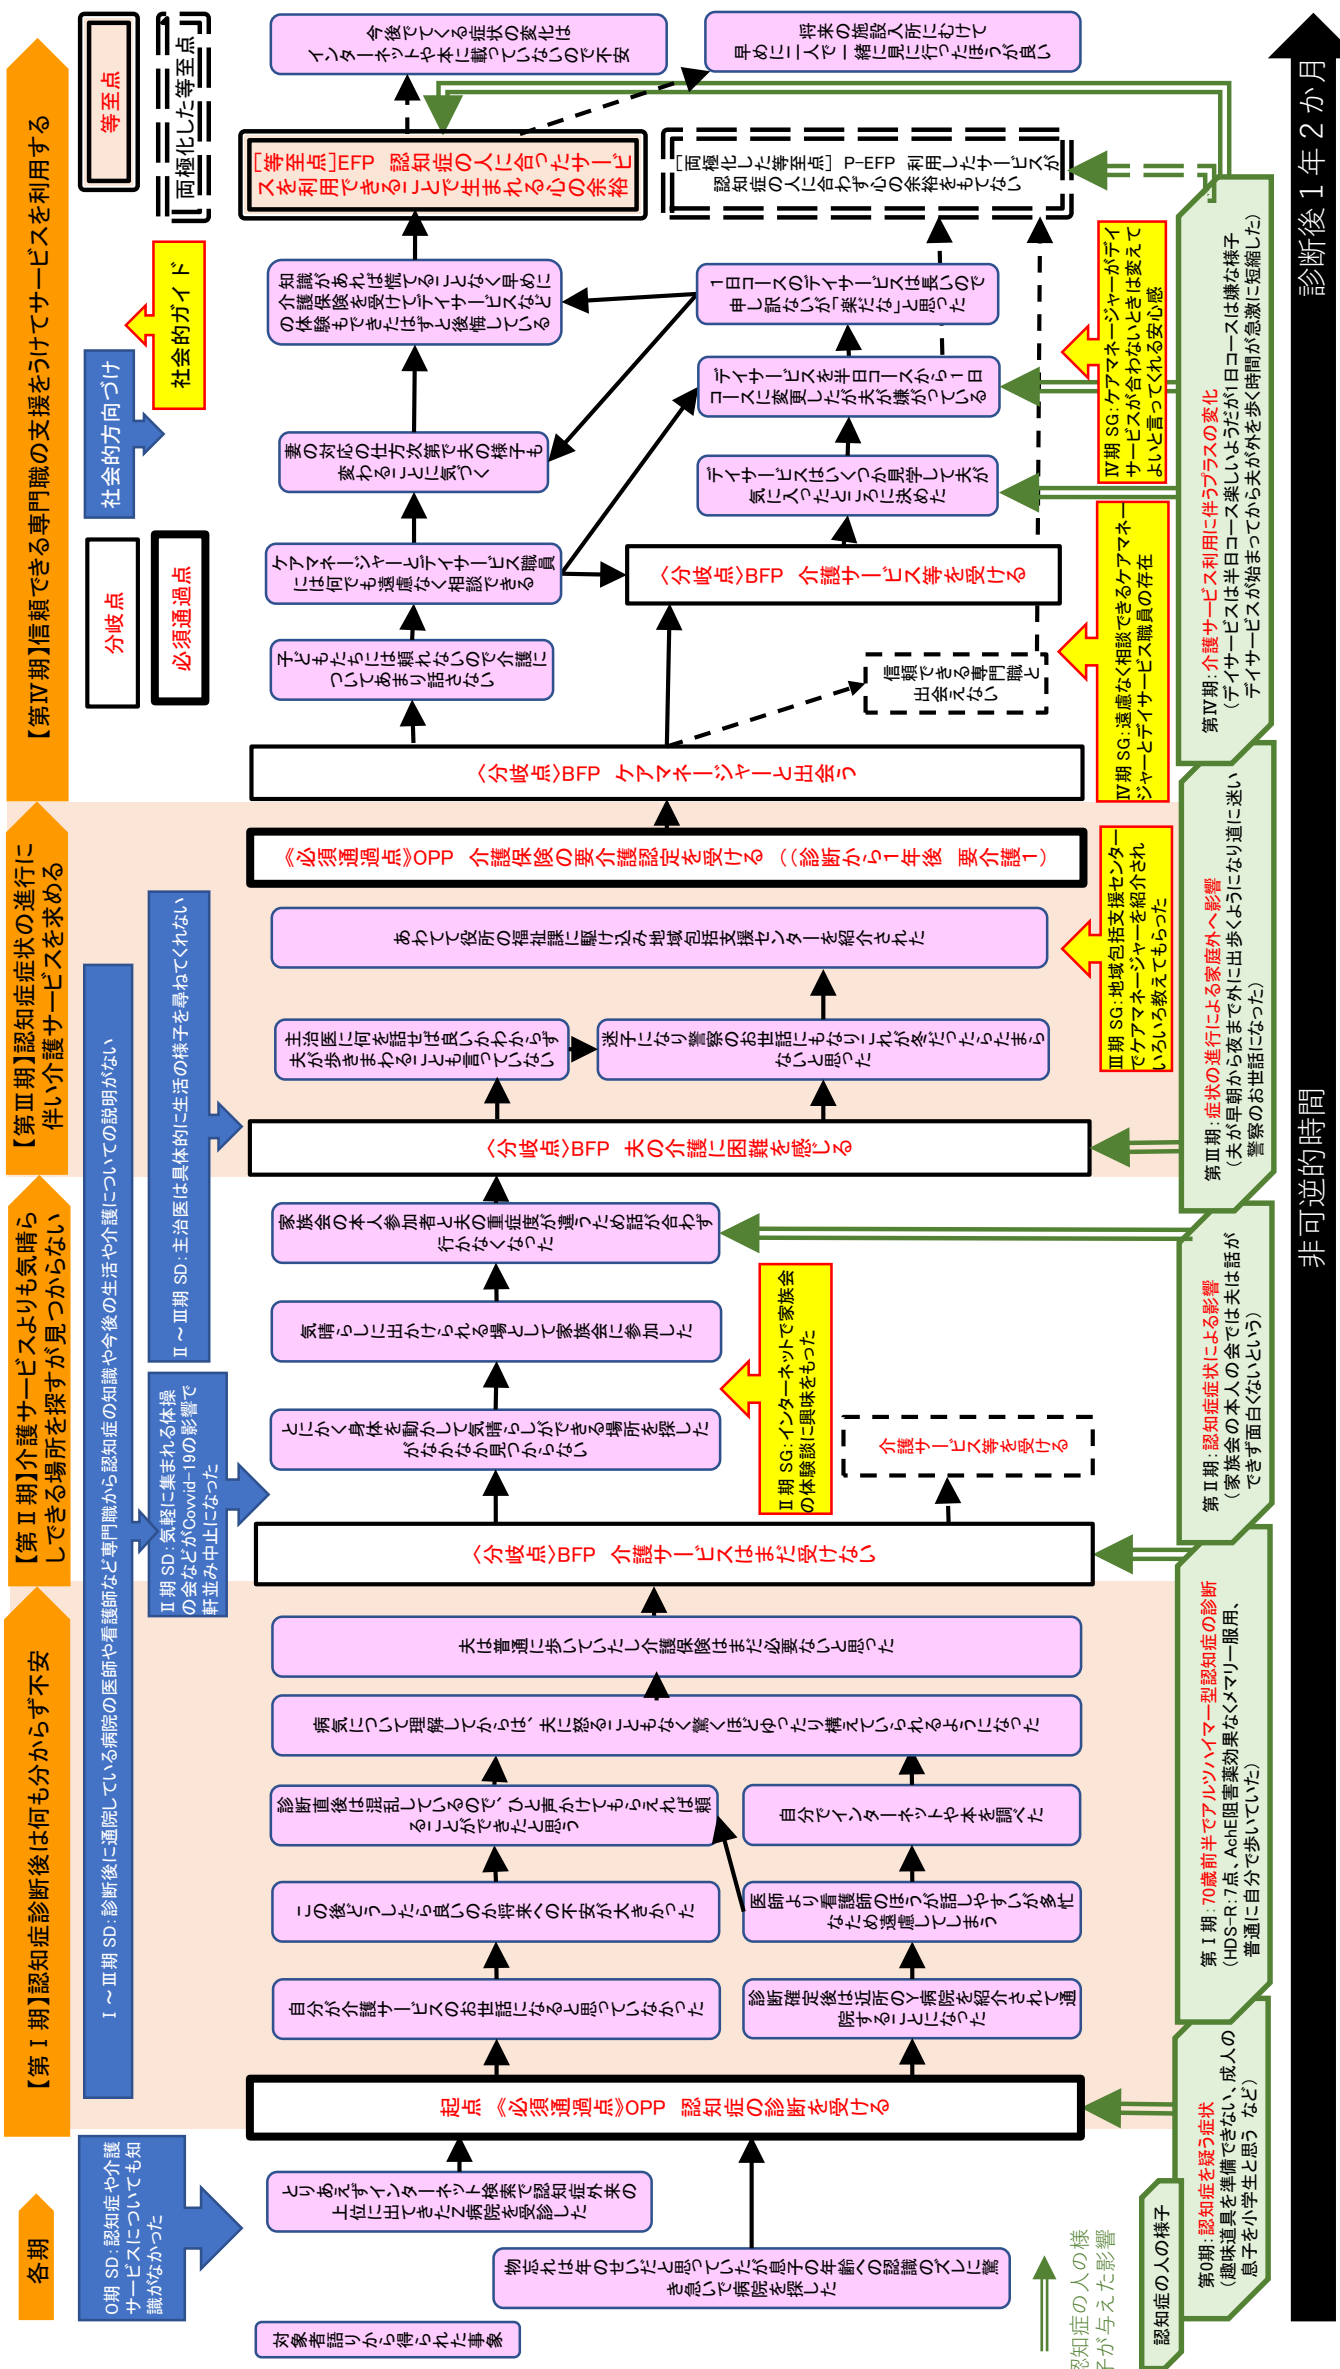 各期
【第Ⅰ期】認知症診断後は何も分からず不安
【第Ⅱ期】介護サービスよりも気晴ら
しできる場所を探すが見つからない
【第Ⅲ期】認知症症状の進行に
伴い介護サービスを求める
【第Ⅳ期】信頼できる専門職の支援をうけてサービスを利用する
0期 SD:認知症や介護
サービスについても知
識がなかった
Ⅰ～Ⅲ期 SD:診断後に通院している病院の医師や看護師など専門職から認知症の知識や今後の生活や介護についての説明がない
Ⅱ期 SD:気軽に集まれる体操
の会などがCovvid-19の影響で
軒並み中止になった
Ⅱ～Ⅲ期 SD:主治医は具体的に生活の様子を尋ねてくれない
分岐点
必須通過点
社会的方向づけ
社会的ガイド
等至点
両極化した等至点
対象者語りから得られた事象
とりあえずインターネット検索で認知症外来の
上位に出てきたZ病院を受診した
物忘れは年のせいだと思っていたが息子の年齢への認識のズレに驚
き急いで病院を探した
起点 《必須通過点》OPP 認知症の診断を受ける
自分が介護サービスのお世話になると思っていなかった
この後どうしたら良いのか将来への不安が大きかった
診断直後は混乱しているので、ひと声かけてもらえれば頼
ることができたと思う
診断確定後は近所のY病院を紹介されて通
院することになった
医師より看護師のほうが話しやすいが多忙
なため遠慮してしまう
自分でインターネットや本を調べた
病気について理解してからは、夫に怒ることもなく驚くほどゆったり構えていられるようになった
夫は普通に歩いていたし介護保険はまだ必要ないと思った
〈分岐点〉BFP 介護サービスはまだ受けない
とにかく身体を動かして気晴らしができる場所を探した
がなかなか見つからない
気晴らしに出かけられる場として家族会に参加した
家族会の本人参加者と夫の重症度が違うため話が合わず
行かなくなった
介護サービス等を受ける
Ⅱ期 SG:インターネットで家族会
の体験談に興味をもった
〈分岐点〉BFP 夫の介護に困難を感じる
主治医に何を話せば良いかわからず
夫が歩きまわることも言っていない
迷子になり警察のお世話にもなりこれが冬だったらたまら
ないと思った
あわてて役所の福祉課に駆け込み地域包括支援センターを紹介された
Ⅲ期 SG:地域包括支援センター
でケアマネージャーを紹介され
いろいろ教えてもらった
《必須通過点》OPP 介護保険の要介護認定を受ける（（診断から1年後 要介護1）
〈分岐点〉BFP ケアマネージャーと出会う
子どもたちには頼れないので介護に
ついてあまり話さない
ケアマネージャーとデイサービス職員
には何でも遠慮なく相談できる
妻の対応の仕方次第で夫の様子も
変わることに気づく
知識があれば慌てることなく早めに
介護保険を受けてデイサービスなど
の体験もできたはずと後悔している
信頼できる専門職と
出会えない
〈分岐点〉BFP 介護サービス等を受ける
デイサービスはいくつか見学して夫が
気に入ったところに決めた
デイサービスを半日コースから1日
コースに変更したが夫が嫌がっている
1日コースのデイサービスは長いので
申し訳ないが「楽だな」と思った
Ⅳ期 SG:遠慮なく相談できるケアマネー
ジャーとデイサービス職員の存在
Ⅳ期 SG:ケアマネージャーがデイ
サービスが合わないときは変えて
よいと言ってくれる安心感
［等至点］EFP 認知症の人に合ったサービ
スを利用できることで生まれる心の余裕
［両極化した等至点］ P-EFP 利用したサービスが
認知症の人に合わず心の余裕をもてない
今後でてくる症状の変化は
インターネットや本に載っていないので不安
将来の施設入所にむけて
早めに二人で一緒に見に行ったほうが良い
認知症の人の様
子が与えた影響
認知症の人の様子
第0期:認知症を疑う症状
（趣味道具を準備できない、成人の
息子を小学生と思う など）
第Ⅰ期:70歳前半でアルツハイマー型認知症の診断
（HDS-R:7点、AchE阻害薬効果なくメマリー服用、
普通に自分で歩いていた）
第Ⅱ期:認知症症状による影響
（家族会の本人の会では夫は話が
できず面白くないという）
第Ⅲ期:症状の進行による家庭外へ影響
（夫が早朝から夜まで外に出歩くようになり道に迷い
警察のお世話になった）
第Ⅳ期:介護サービス利用に伴うプラスの変化
（デイサービスは半日コース楽しいようだが1日コースは嫌な様子
デイサービスが始まってから夫が外を歩く時間が急激に短縮した）
非可逆的時間
診断後1年2か月